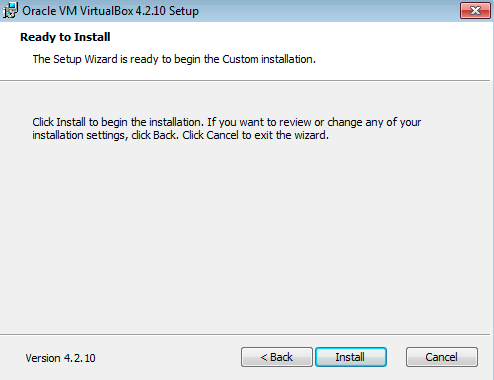 Oracle VM VirtualBox 4.2.10 Setup
Ready to Install
The Setup Wizard is ready to begin the Custom installation.
Click Install to begin the installation. If you want to review or change any of your
installation settings, click Back. Click Cancel to exit the wizard.
Version 4.2.10
< Back
Install
Cancel